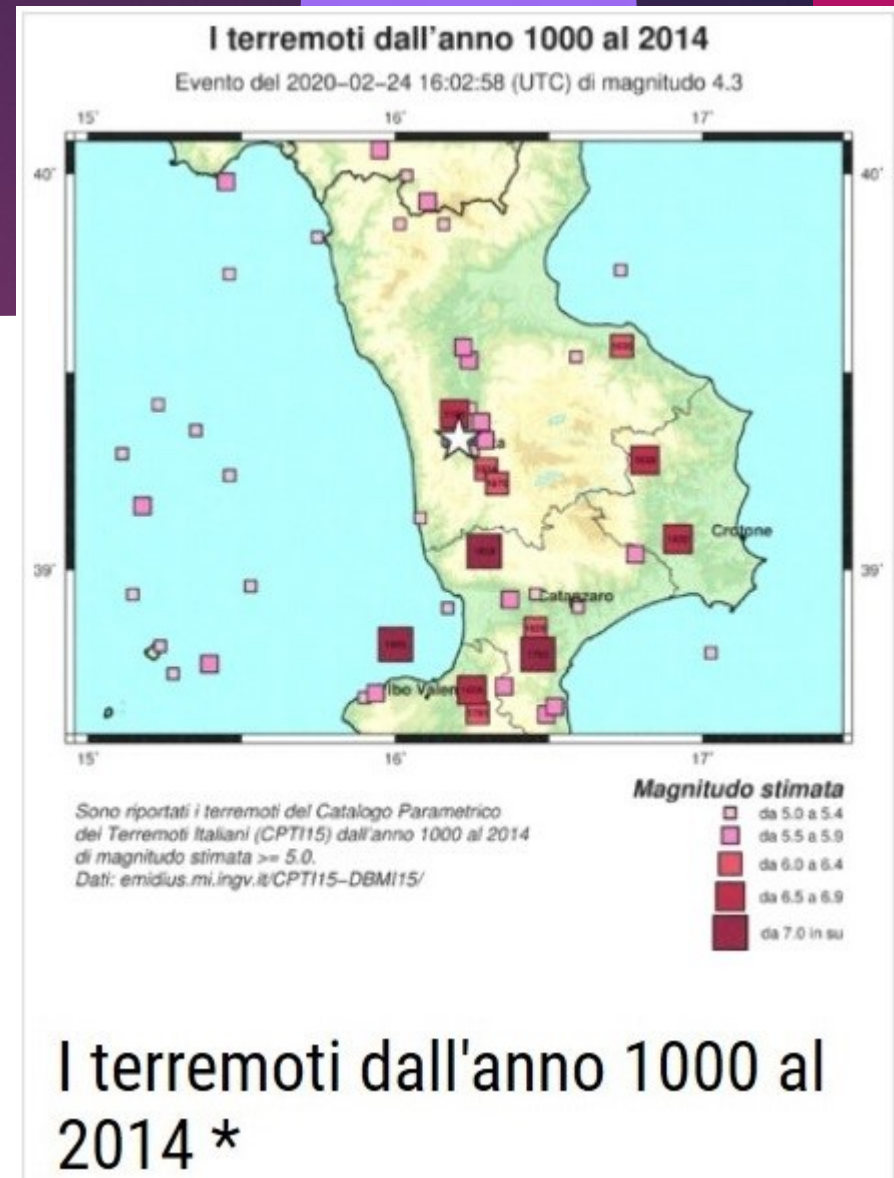 I terremoti dall'anno 1000 al 2014
Evento del 2020-02-24 16:02:58 (UTC) di magnitudo 4.3
15° 16° 17°
40° 40°
Crotone
39° 39°
Catanzaro
15° 16° 17°
Magnitudo stimata
da 5.0 a 5.4
da 5.5 a 5.9
da 6.0 a 6.4
da 6.5 a 6.9
da 7.0 in su
Sono riportati i terremoti del Catalogo Parametrico
dei Terremoti Italiani (CPTI15) dall'anno 1000 al 2014
di magnitudo stimata >= 5.0.
Dati: emidius.mi.ingv.it/CPTI15-DBMI15/
I terremoti dall'anno 1000 al
2014 *